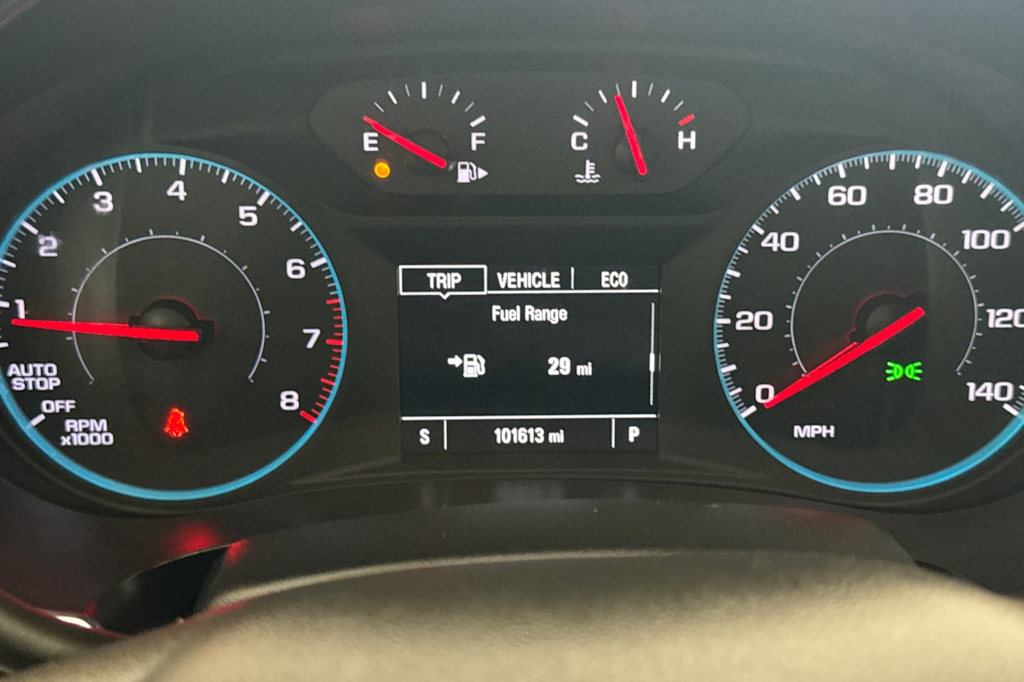 E F
C H
1 2 3 4 5 6 7 8
AUTO
STOP
OFF
RPM
x1000
TRIP VEHICLE ECO
Fuel Range
29 mi
S 101613 mi P
0 20 40 60 80 100 120 140
MPH